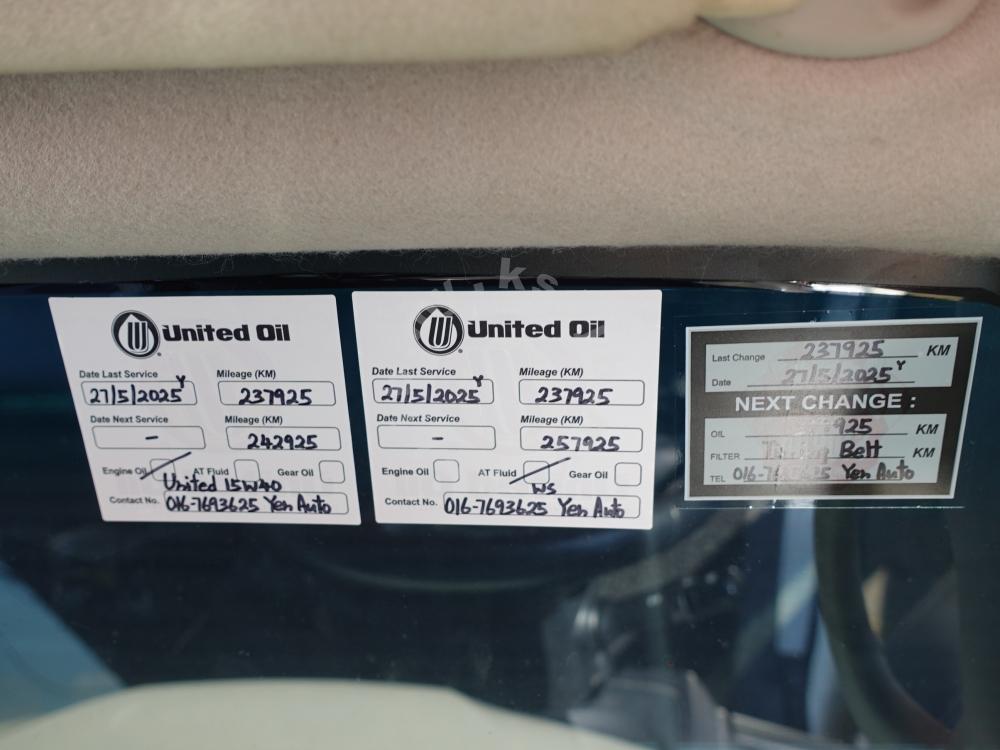 United Oil
Date Last Service Mileage (KM)
27/5/2025 Y 237925
Date Next Service Mileage (KM)
- 242925
Engine Oil AT Fluid Gear Oil
United 15W40
Contact No. 016-7693625 Yen Auto
United Oil
Date Last Service Mileage (KM)
27/5/2025 Y 237925
Date Next Service Mileage (KM)
- 257925
Engine Oil AT Fluid Gear Oil
WS
Contact No. 016-7693625 Yen Auto
Last Change 237925 KM
Date 27/5/2025 Y
NEXT CHANGE :
OIL 925 KM
FILTER Belt KM
TEL Yen Auto